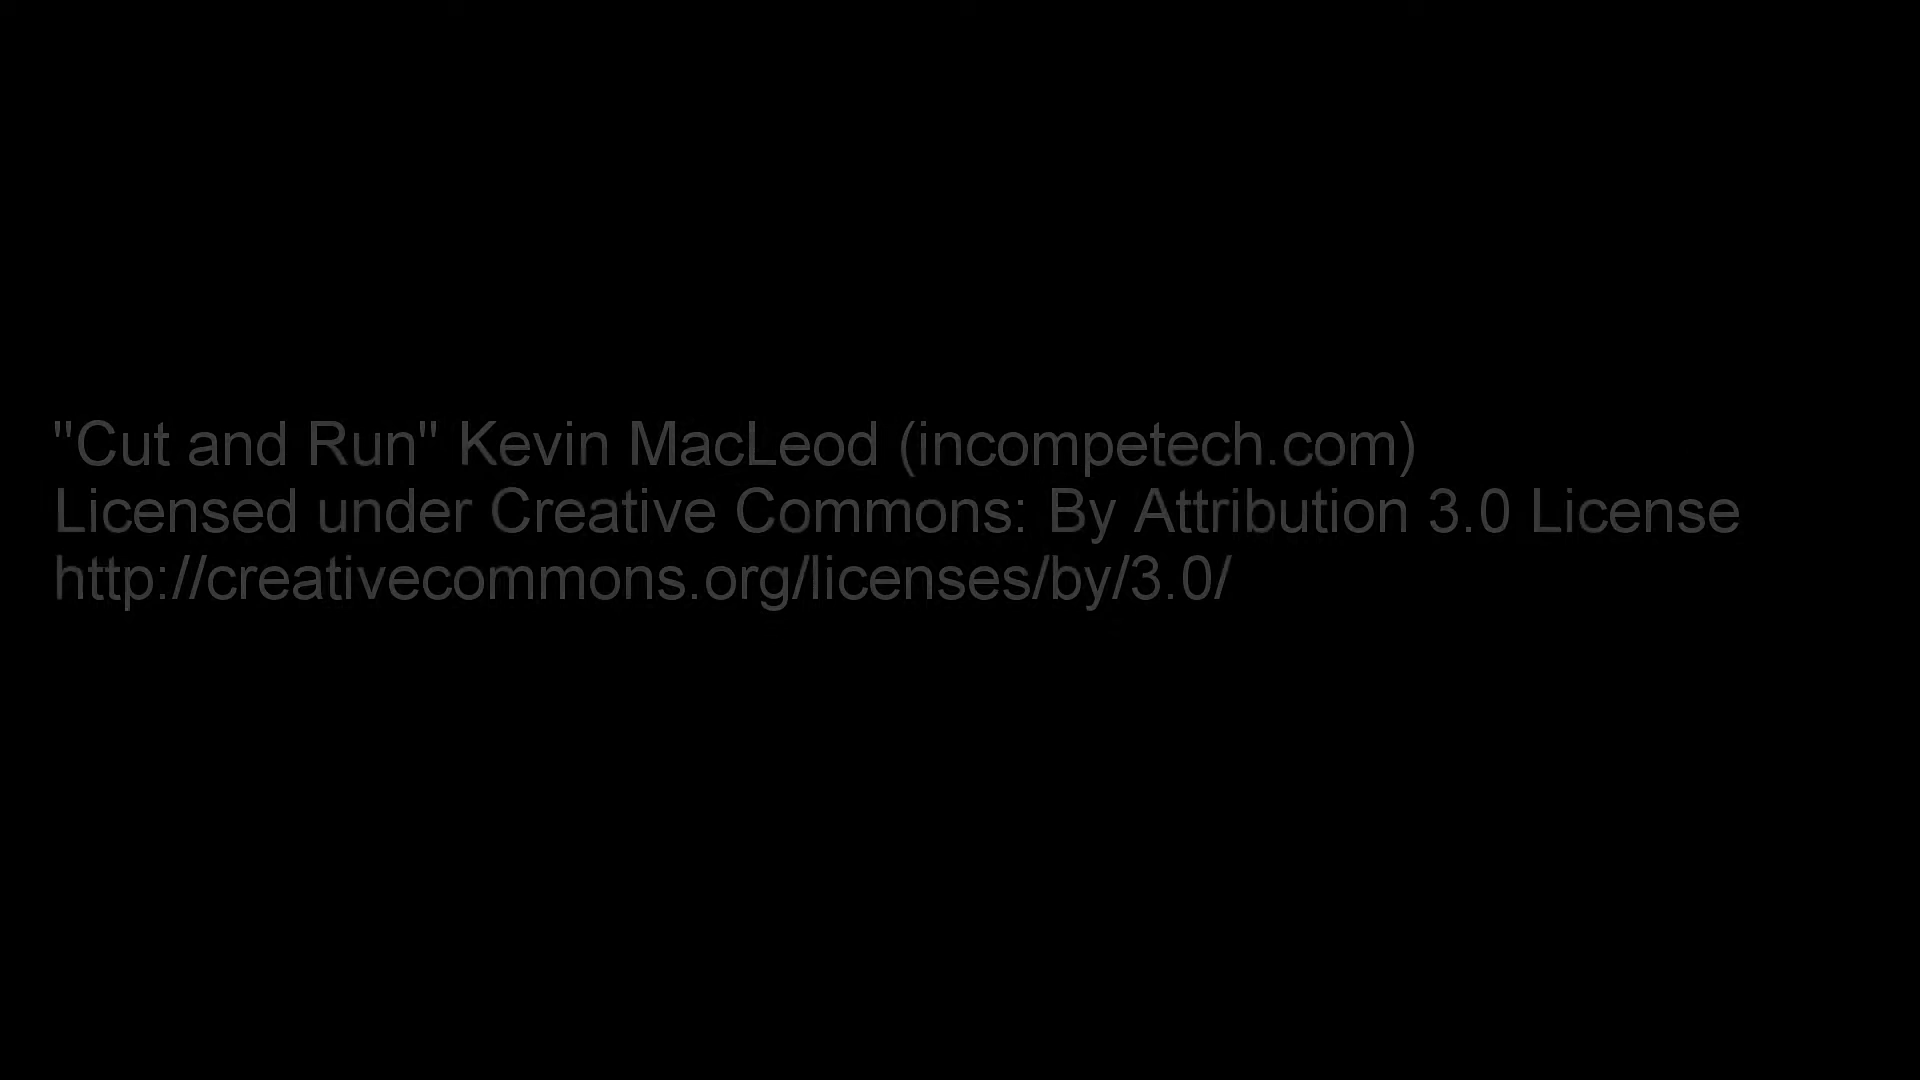 "Cut and Run" Kevin MacLeod (incompetech.com)
Licensed under Creative Commons: By Attribution 3.0 License
http://creativecommons.org/licenses/by/3.0/